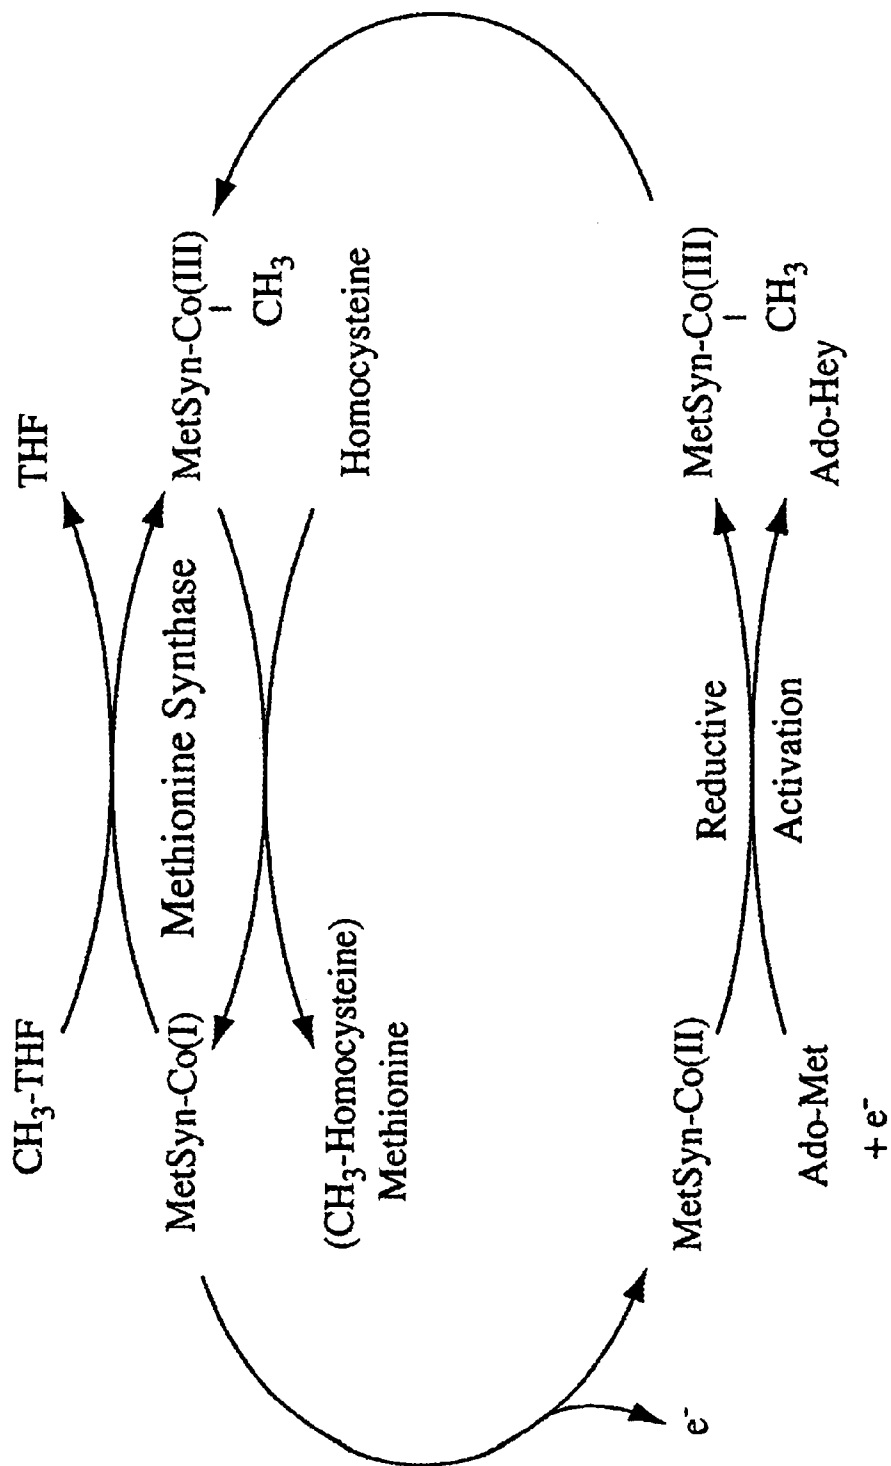 CH3-THF
THF
MetSyn-Co(I)
Methionine Synthase
MetSyn-Co(III)
CH3
(CH3-Homocysteine)
Methionine
Homocysteine
e-
MetSyn-Co(II)
Reductive
Activation
MetSyn-Co(III)
CH3
Ado-Met
+ e-
Ado-Hey